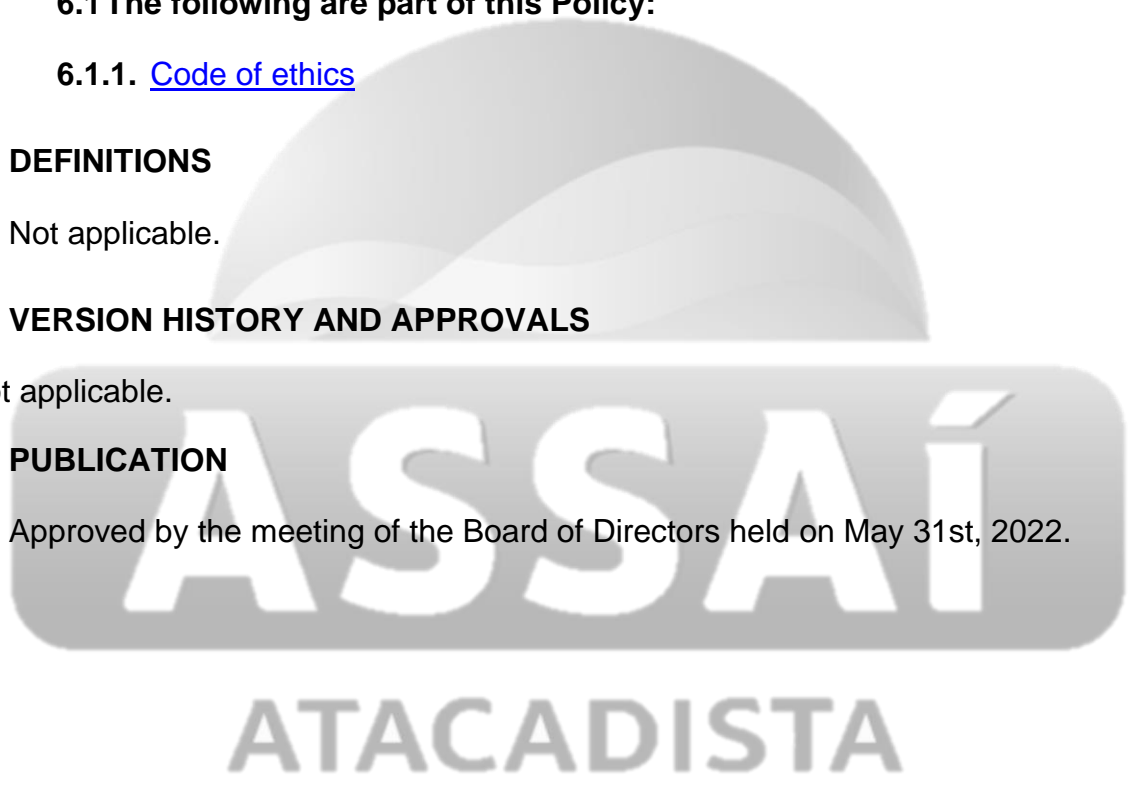 6.1 The following are part of this Policy:
6.1.1. Code of ethics
DEFINITIONS
Not applicable.
VERSION HISTORY AND APPROVALS
t applicable.
PUBLICATION
Approved by the meeting of the Board of Directors held on May 31st, 2022.
ASSAÍ
ATACADISTA